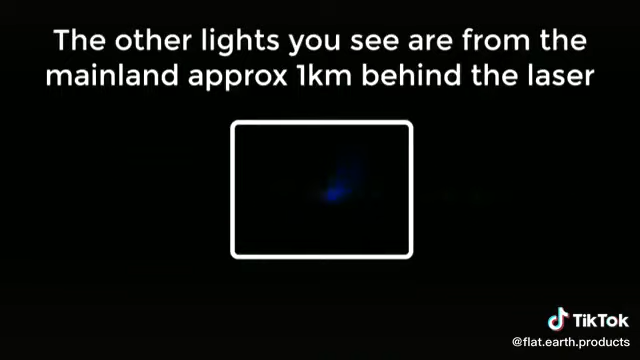 The other lights you see are from the
mainland approx 1km behind the laser
TikTok
@flat.earth.products